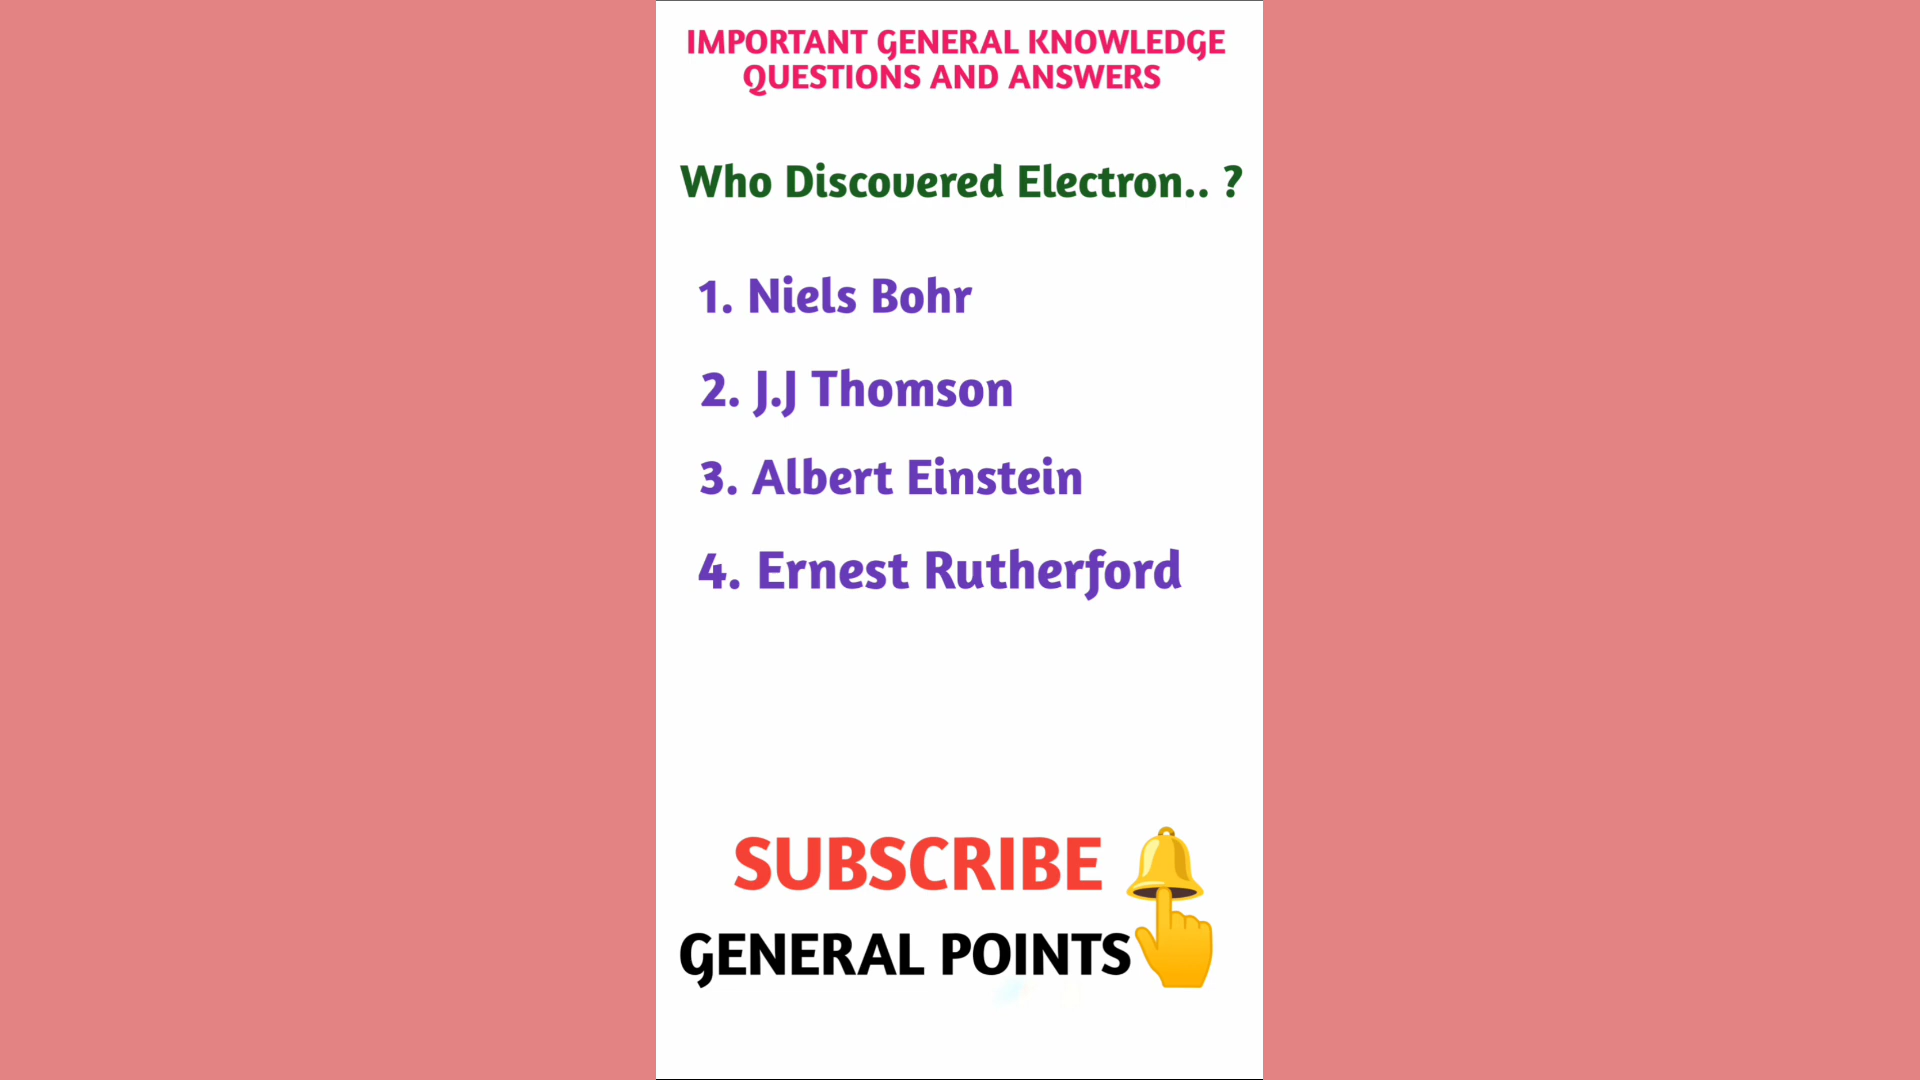 IMPORTANT GENERAL KNOWLEDGE
QUESTIONS AND ANSWERS
Who Discovered Electron.. ?
1. Niels Bohr
2. J.J Thomson
3. Albert Einstein
4. Ernest Rutherford
SUBSCRIBE
GENERAL POINTS